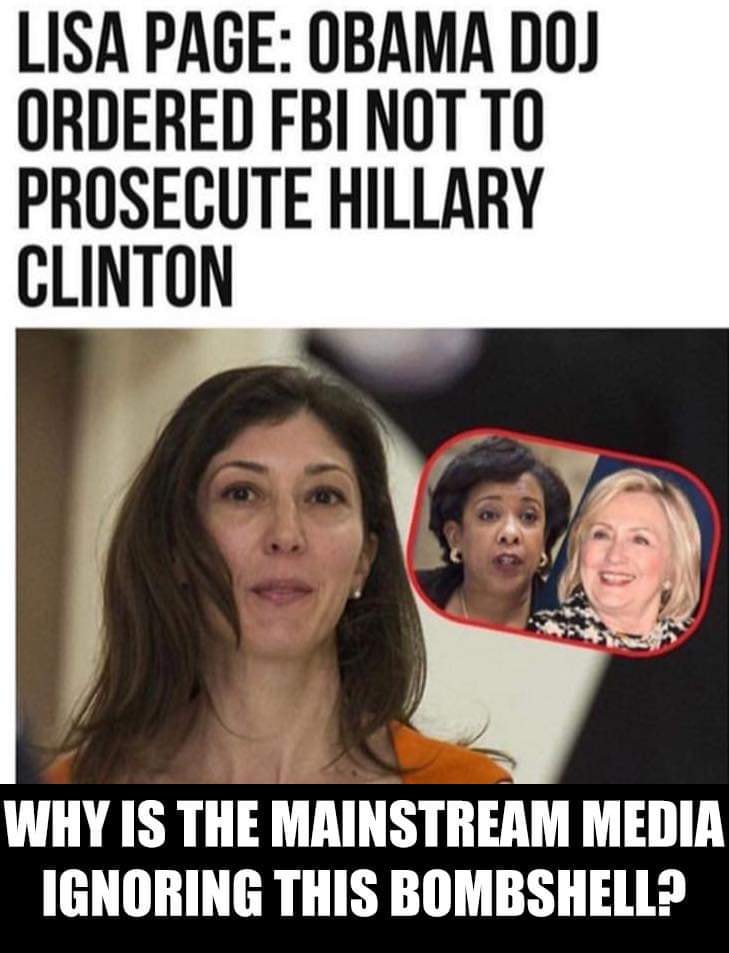 LISA PAGE: OBAMA DOJ
ORDERED FBI NOT TO
PROSECUTE HILLARY
CLINTON
WHY IS THE MAINSTREAM MEDIA
IGNORING THIS BOMBSHELL?